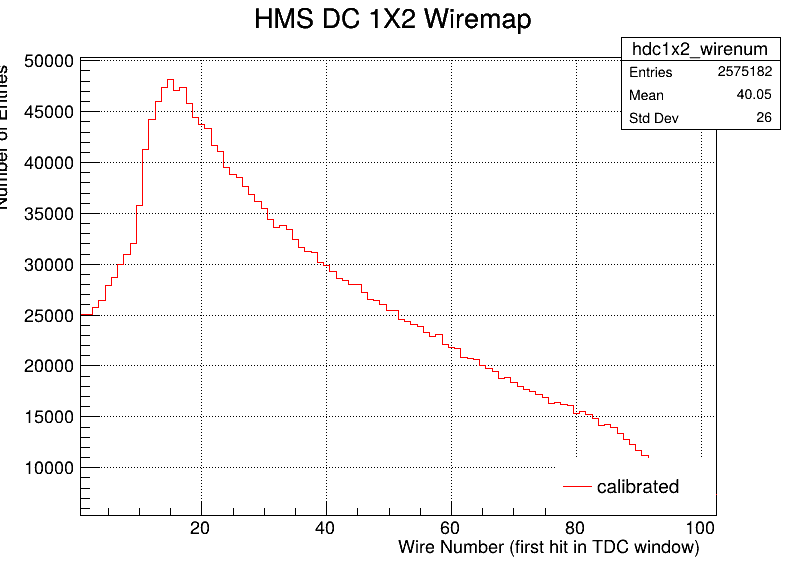 HMS DC 1X2 Wiremap
hdc1x2_wirenum
Entries 2575182
Mean 40.05
Std Dev 26
Number of Entries
50000
45000
40000
35000
30000
25000
20000
15000
10000
calibrated
20 40 60 80 100
Wire Number (first hit in TDC window)